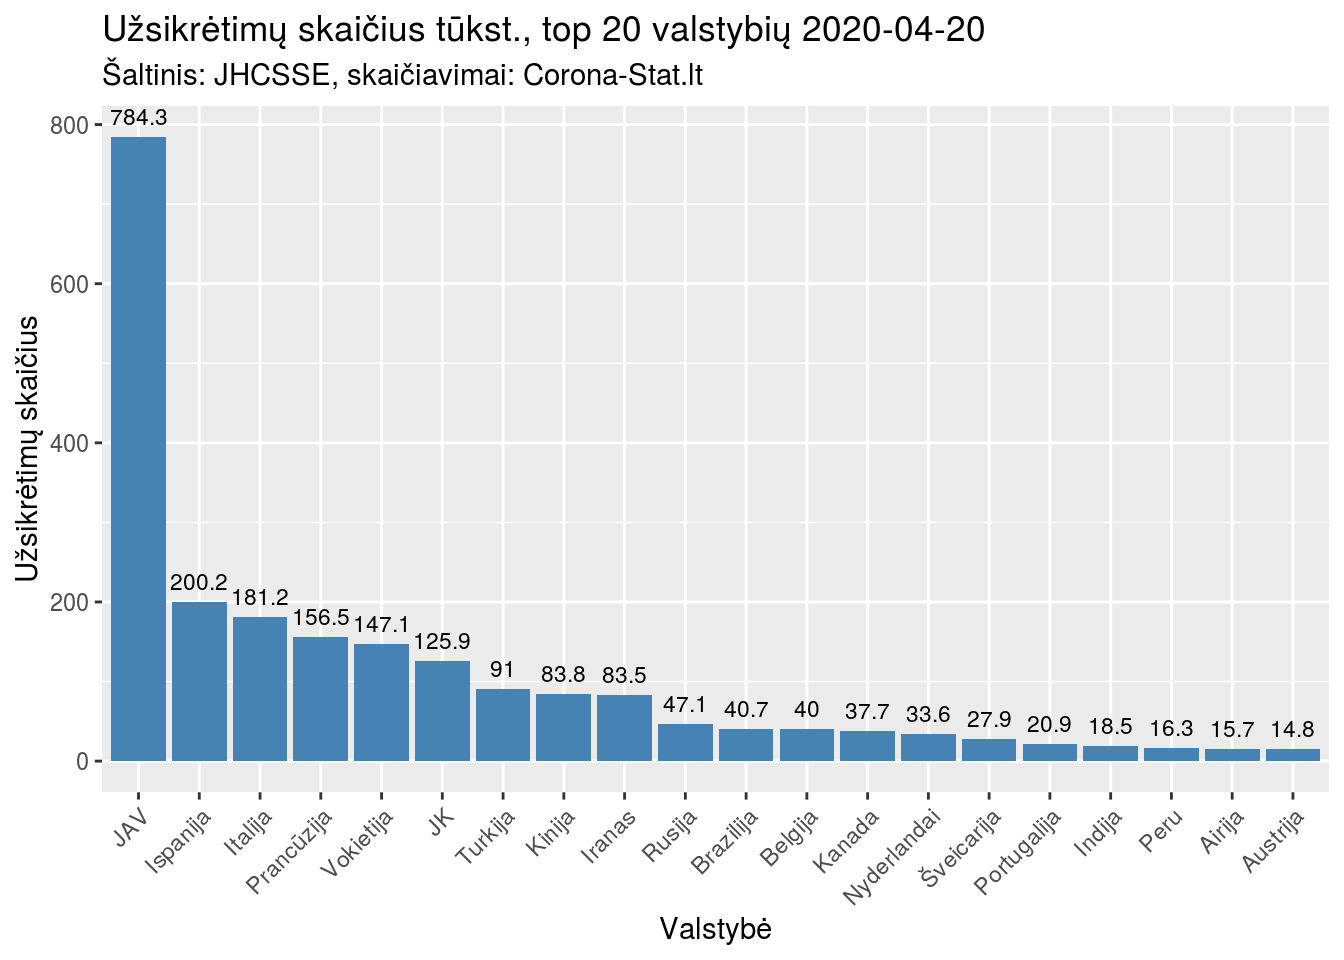 Užsikrėtimų skaičius tūkst., top 20 valstybių 2020-04-20
Šaltinis: JHCSSE, skaičiavimai: Corona-Stat.lt
Užsikrėtimų skaičius
800
600
400
200
0
784.3
200.2
181.2
156.5
147.1
125.9
91
83.8
83.5
47.1
40.7
40
37.7
33.6
27.9
20.9
18.5
16.3
15.7
14.8
JAV
Ispanija
Italija
Prancūzija
Vokietija
JK
Turkija
Kinija
Iranas
Rusija
Brazilija
Belgija
Kanada
Nyderlandai
Šveicarija
Portugalija
Indija
Peru
Airija
Austrija
Valstybė